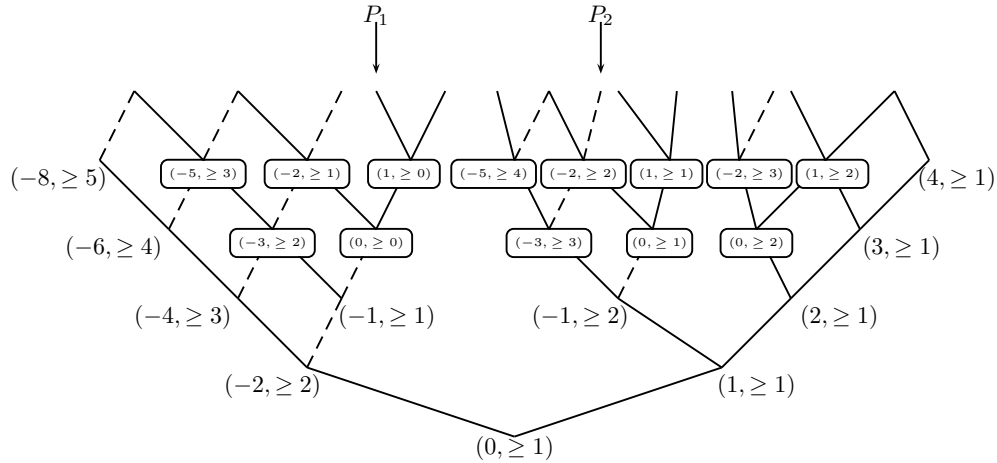 P₁ P₂
(−8, ≥ 5) (−5, ≥ 3) (−2, ≥ 1) (1, ≥ 0) (−5, ≥ 4) (−2, ≥ 2) (1, ≥ 1) (−2, ≥ 3) (1, ≥ 2) (4, ≥ 1)
(−6, ≥ 4) (−3, ≥ 2) (0, ≥ 0) (−3, ≥ 3) (0, ≥ 1) (0, ≥ 2) (3, ≥ 1)
(−4, ≥ 3) (−1, ≥ 1) (−1, ≥ 2) (2, ≥ 1)
(−2, ≥ 2) (1, ≥ 1)
(0, ≥ 1)